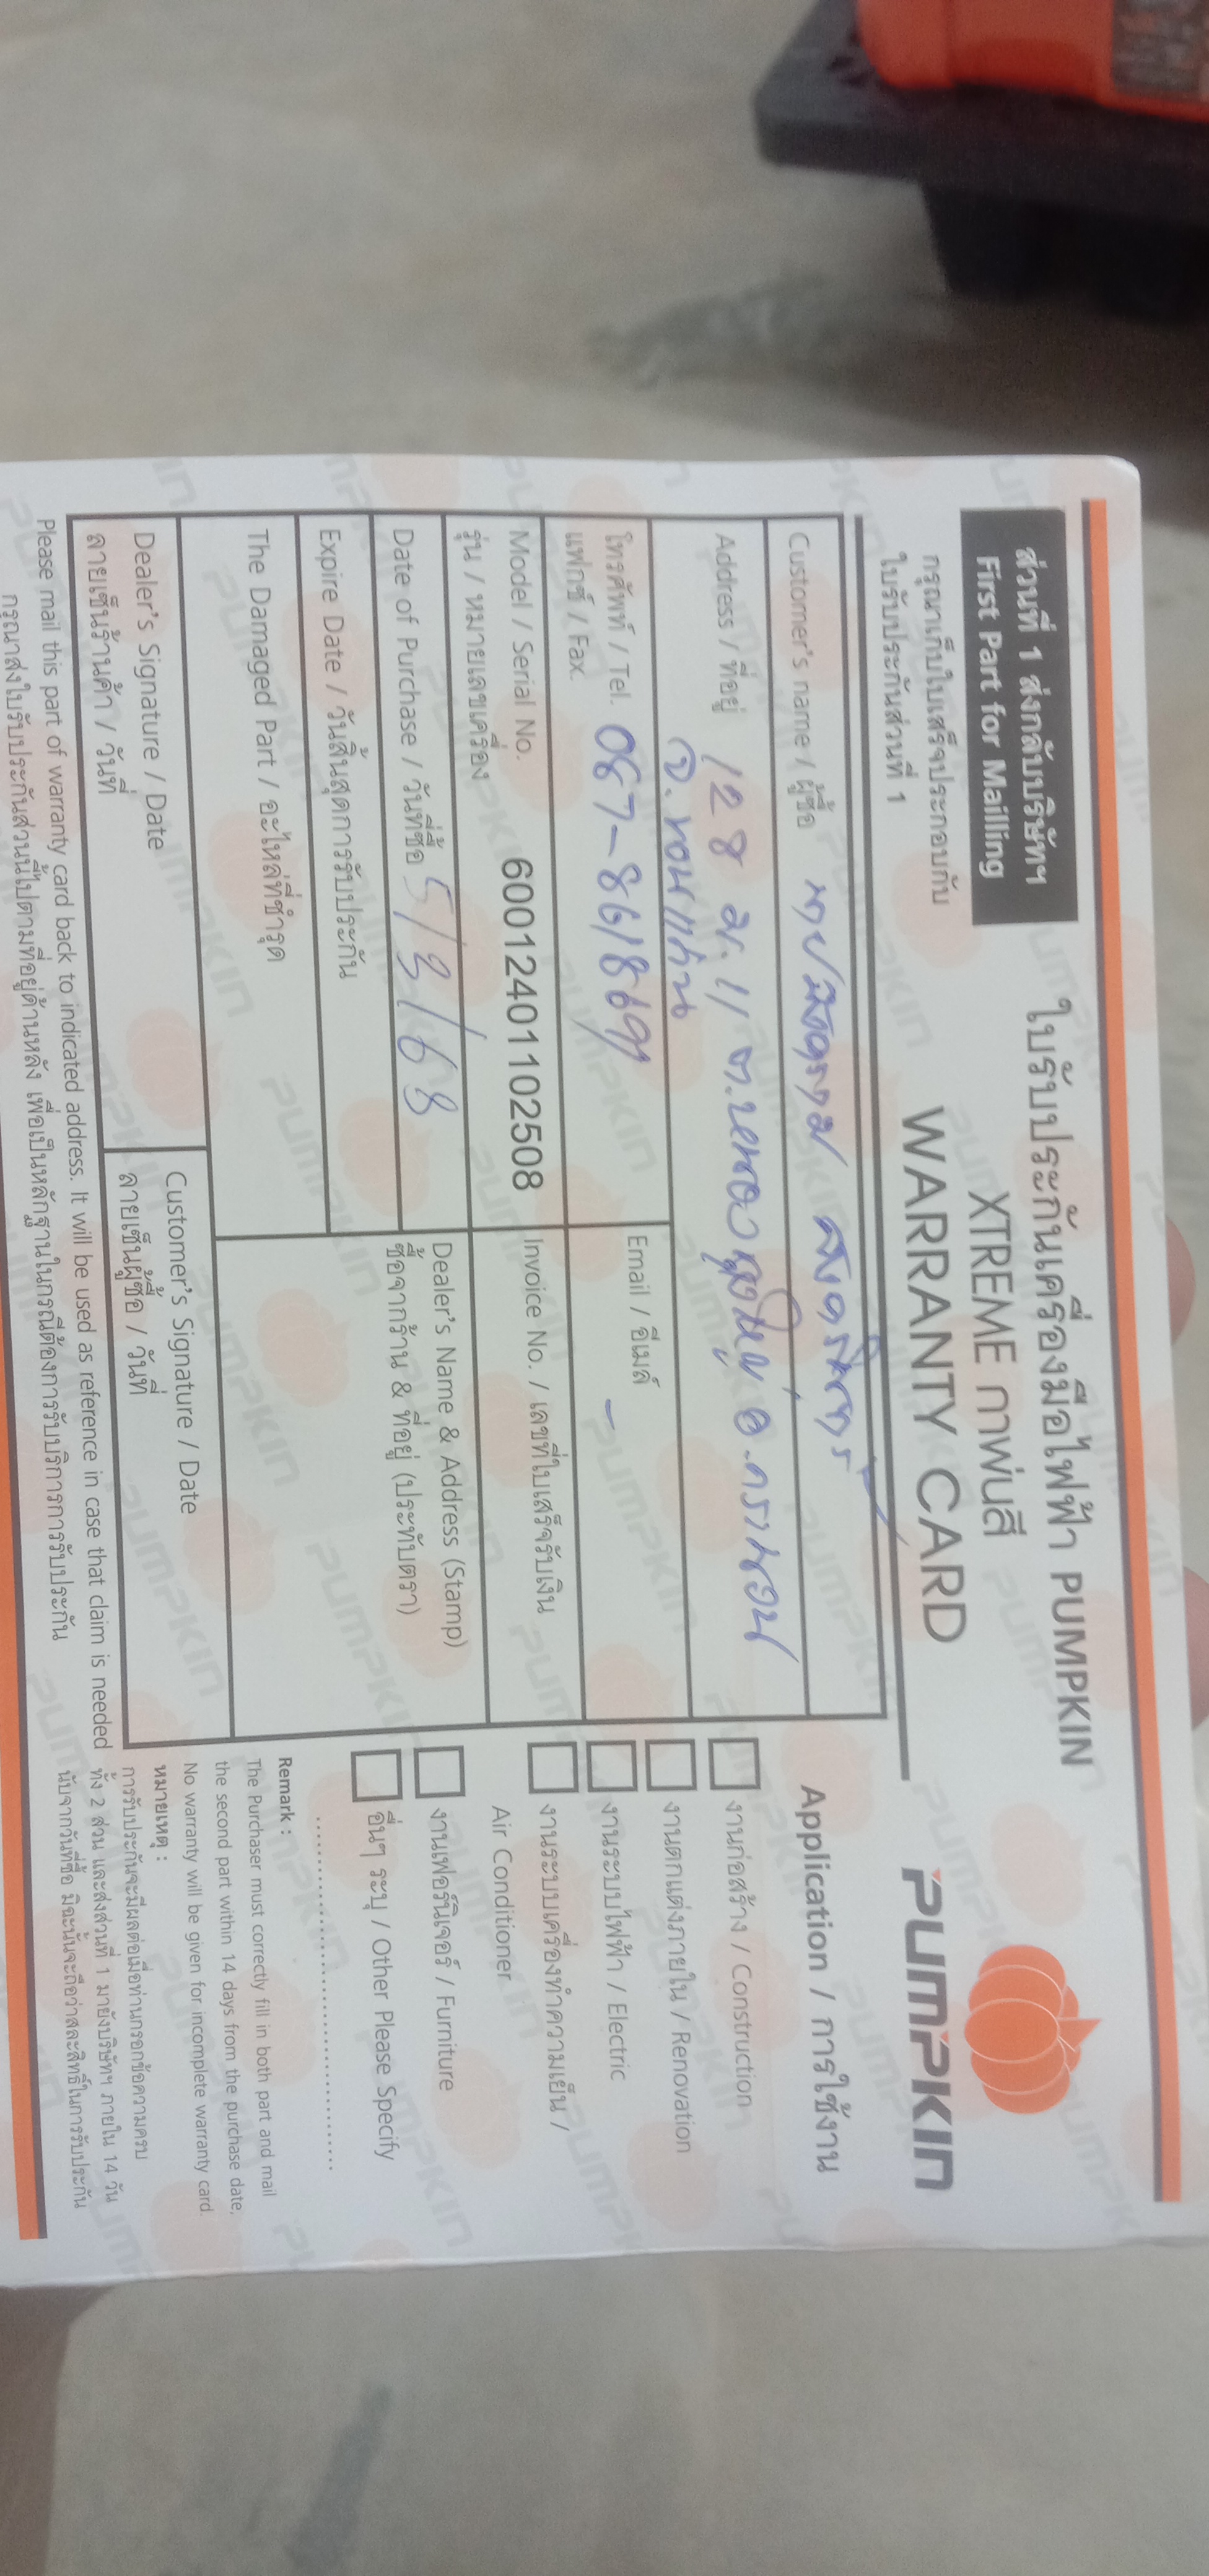 ส่วนที่ 1 ส่งกลับบริษัทฯ
First Part for Mailling
กรุณาเก็บใบเสร็จประกอบกับ
ใบรับประกันส่วนที่ 1
ใบรับประกันเครื่องมือไฟฟ้า PUMPKIN
XTREME กาพ่นสี
WARRANTY CARD
PUMPKIN
Customer's name / ผู้ซื้อ
Address / ที่อยู่ 128 ม.11 ต.หนอง อ.กระนวน
จ.ขอนแก่น
โทรศัพท์ / Tel. 087-8618691
แฟกซ์ / Fax.
Email / อีเมล์ -
Model / Serial No. 60012401102508
รุ่น / หมายเลขเครื่อง
Invoice No. / เลขที่ใบเสร็จรับเงิน
Date of Purchase / วันที่ซื้อ 5/3/68
Expire Date / วันสิ้นสุดการรับประกัน
Dealer's Name & Address (Stamp)
ชื้อจากร้าน & ที่อยู่ (ประทับตรา)
The Damaged Part / อะไหล่ที่ชำรุด
Dealer's Signature / Date
ลายเซ็นร้านค้า / วันที่
Customer's Signature / Date
ลายเซ็นผู้ซื้อ / วันที่
Please mail this part of warranty card back to indicated address. It will be used as reference in case that claim is needed
กรุณาส่งใบรับประกันส่วนนี้ไปตามที่อยู่ด้านหลัง เพื่อเป็นหลักฐานในกรณีต้องการรับบริการการรับประกัน
Application / การใช้งาน
งานก่อสร้าง / Construction
งานตกแต่งภายใน / Renovation
งานระบบไฟฟ้า / Electric
งานระบบเครื่องทำความเย็น /
Air Conditioner
งานเฟอร์นิเจอร์ / Furniture
อื่นๆ ระบุ / Other Please Specify
Remark :
The Purchaser must correctly fill in both part and mail
the second part within 14 days from the purchase date,
No warranty will be given for incomplete warranty card.
หมายเหตุ :
การรับประกันจะมีผลต่อเมื่อท่านกรอกข้อความครบ
ทั้ง 2 ส่วน และส่งส่วนที่ 1 มายังบริษัทฯ ภายใน 14 วัน
นับจากวันที่ซื้อ มิฉะนั้นจะถือว่าสละสิทธิ์ในการรับประกัน